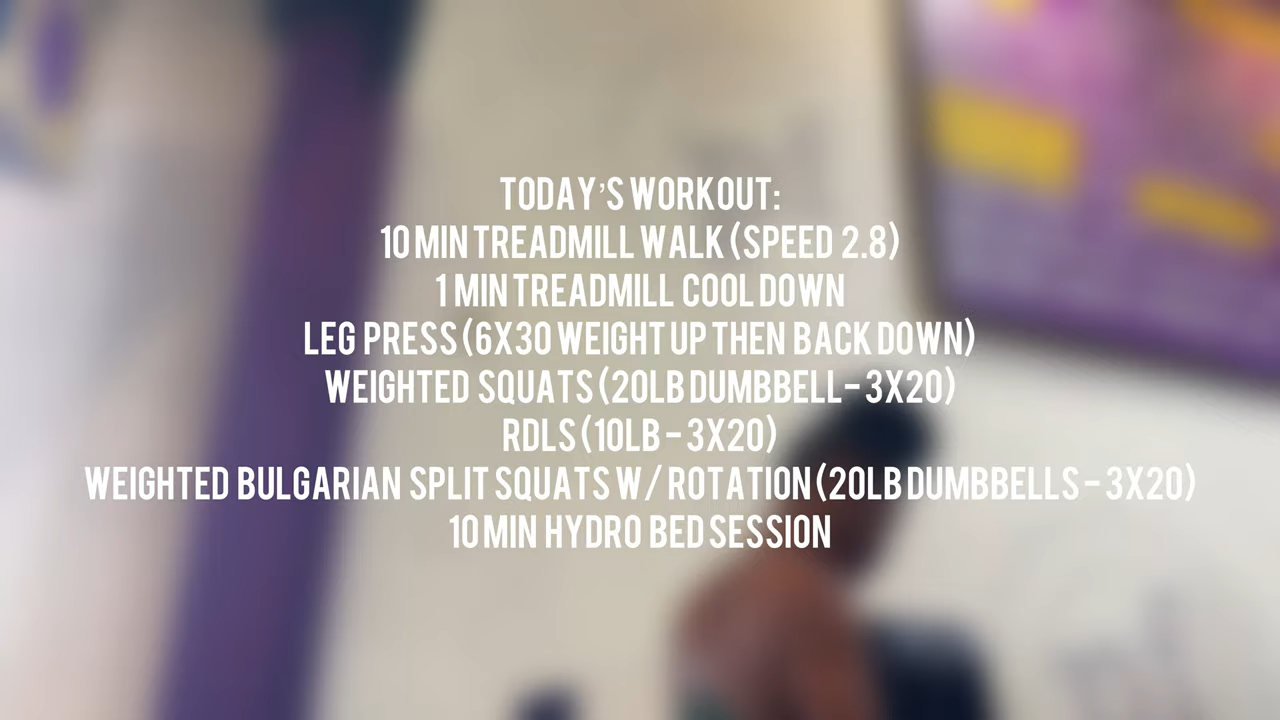 TODAY'S WORKOUT:
10 MIN TREADMILL WALK (SPEED 2.8)
1 MIN TREADMILL COOL DOWN
LEG PRESS (6X30 WEIGHT UP THEN BACK DOWN)
WEIGHTED SQUATS (20LB DUMBBELL - 3X20)
RDLS (10LB - 3X20)
WEIGHTED BULGARIAN SPLIT SQUATS W/ ROTATION (20LB DUMBBELLS - 3X20)
10 MIN HYDRO BED SESSION